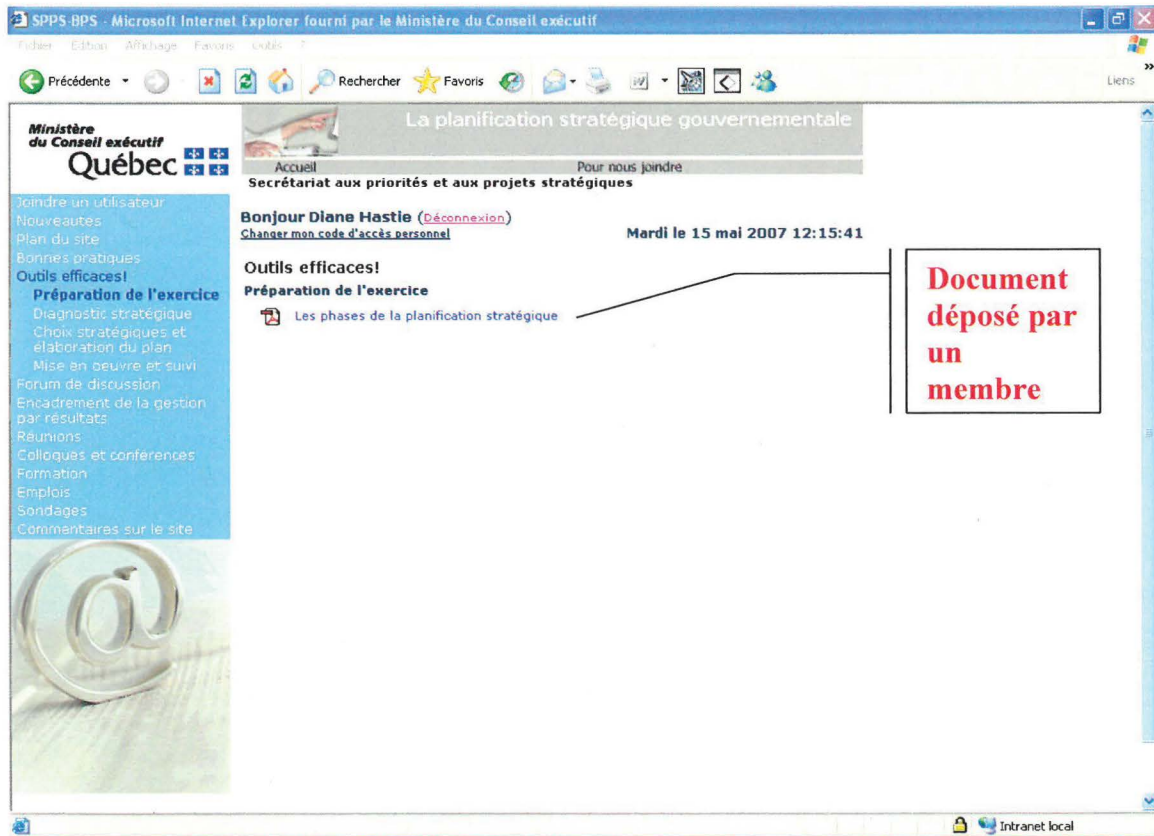 SPPS-BPS - Microsoft Internet Explorer fourni par le Ministère du Conseil exécutif
Fichier Edition Affichage Favoris Outils ?
Précédente
Rechercher
Favoris
Liens
Ministère
du Conseil exécutif
Québec
La planification stratégique gouvernementale
Accueil
Pour nous joindre
Secrétariat aux priorités et aux projets stratégiques
Joindre un utilisateur
Nouveautés
Plan du site
Bonnes pratiques
Outils efficaces!
Préparation de l'exercice
Diagnostic stratégique
Choix stratégiques et
élaboration du plan
Mise en oeuvre et suivi
Forum de discussion
Encadrement de la gestion
par résultats
Réunions
Colloques et conférences
Formation
Emplois
Sondages
Commentaires sur le site
Bonjour Diane Hastie (Déconnexion)
Changer mon code d'accès personnel
Mardi le 15 mai 2007 12:15:41
Outils efficaces!
Préparation de l'exercice
Les phases de la planification stratégique
Document
déposé par
un
membre
Intranet local